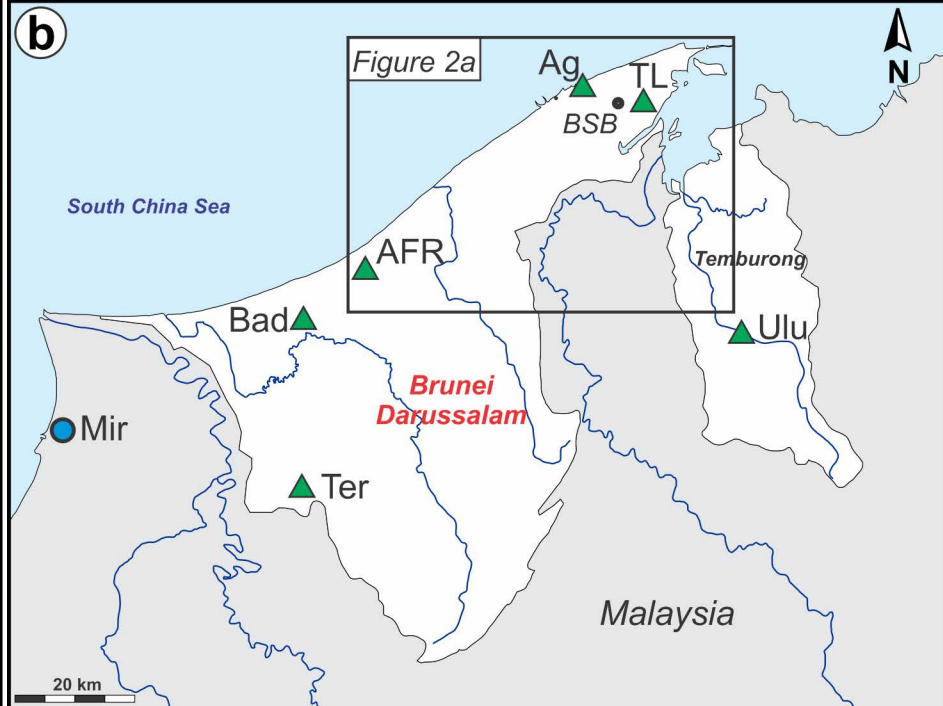 b
Figure 2a
Ag
TL
BSB
N
South China Sea
AFR
Temburong
Bad
Ulu
Brunei
Darussalam
Mir
Ter
Malaysia
20 km